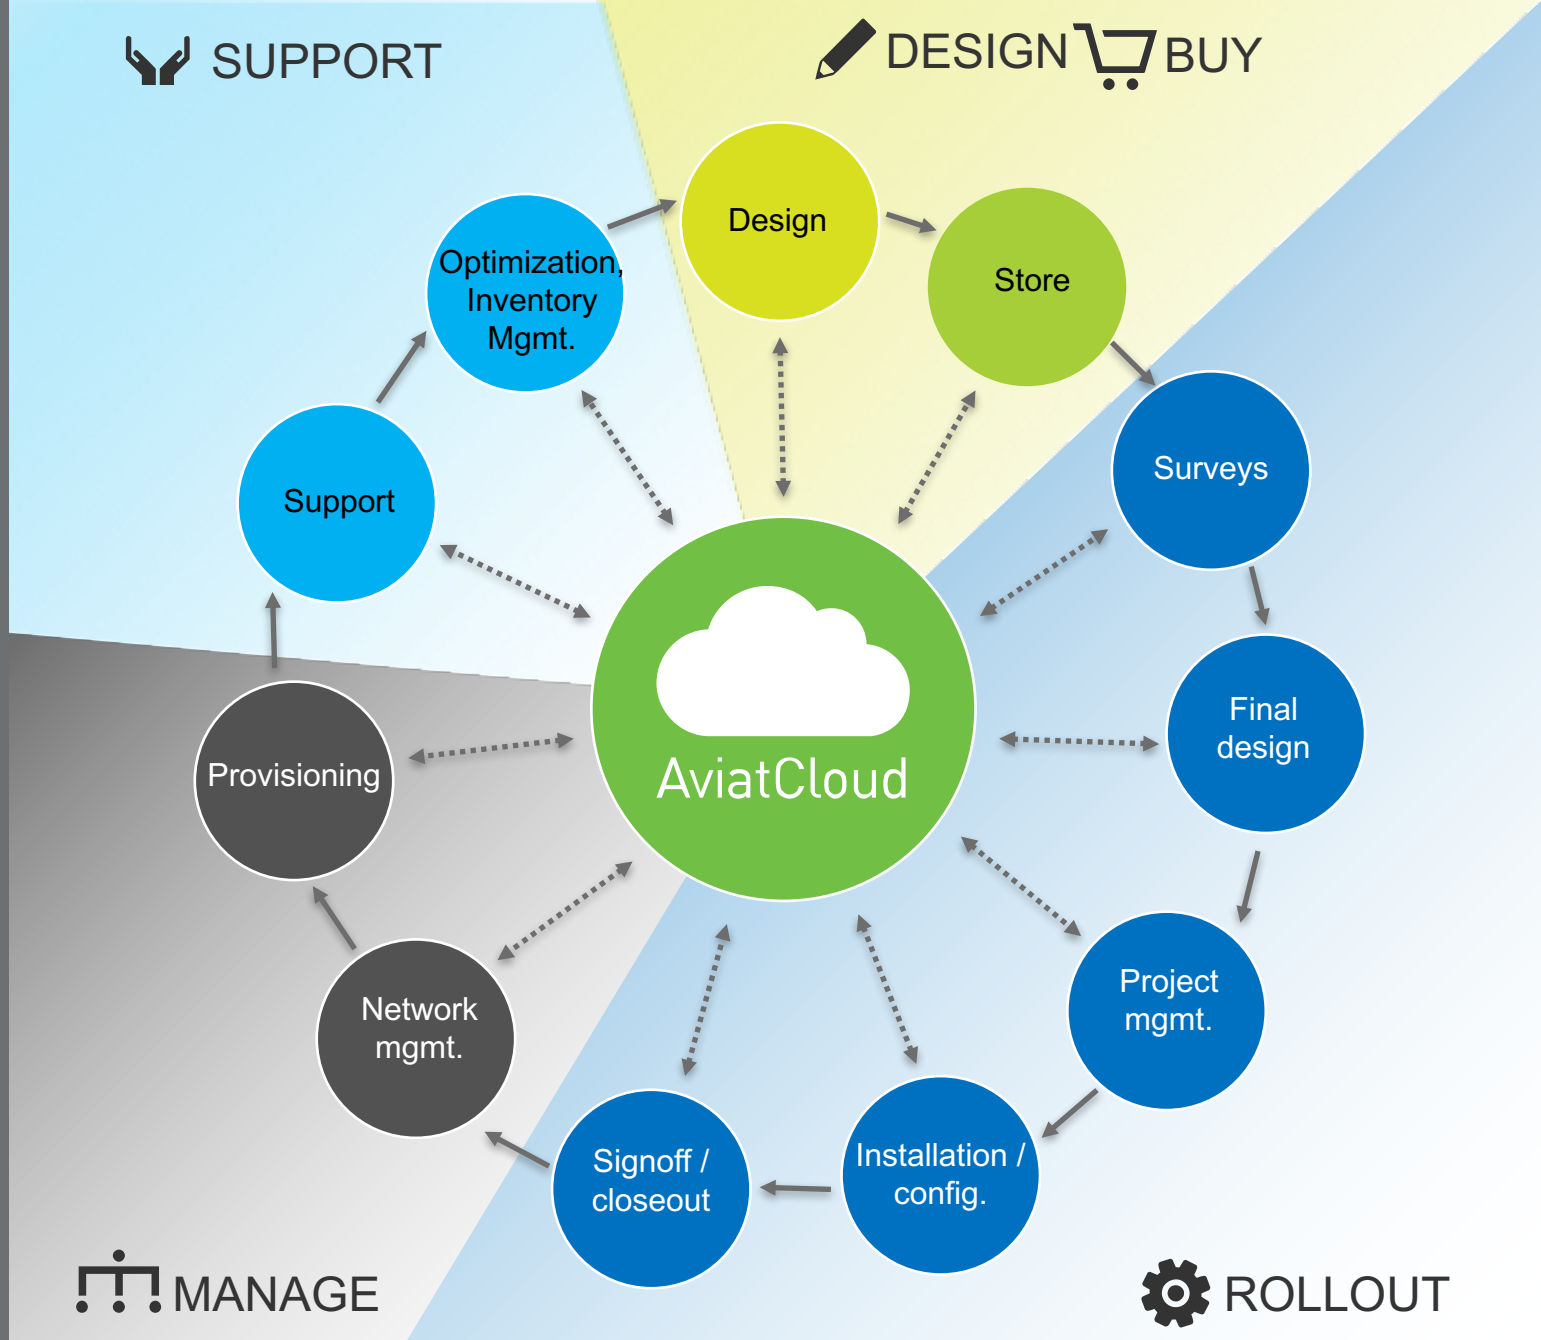 SUPPORT
DESIGN
BUY
Design
Store
Optimization,
Inventory
Mgmt.
Surveys
Support
Final
design
Provisioning
AviatCloud
Project
mgmt.
Network
mgmt.
Installation /
config.
Signoff /
closeout
MANAGE
ROLLOUT